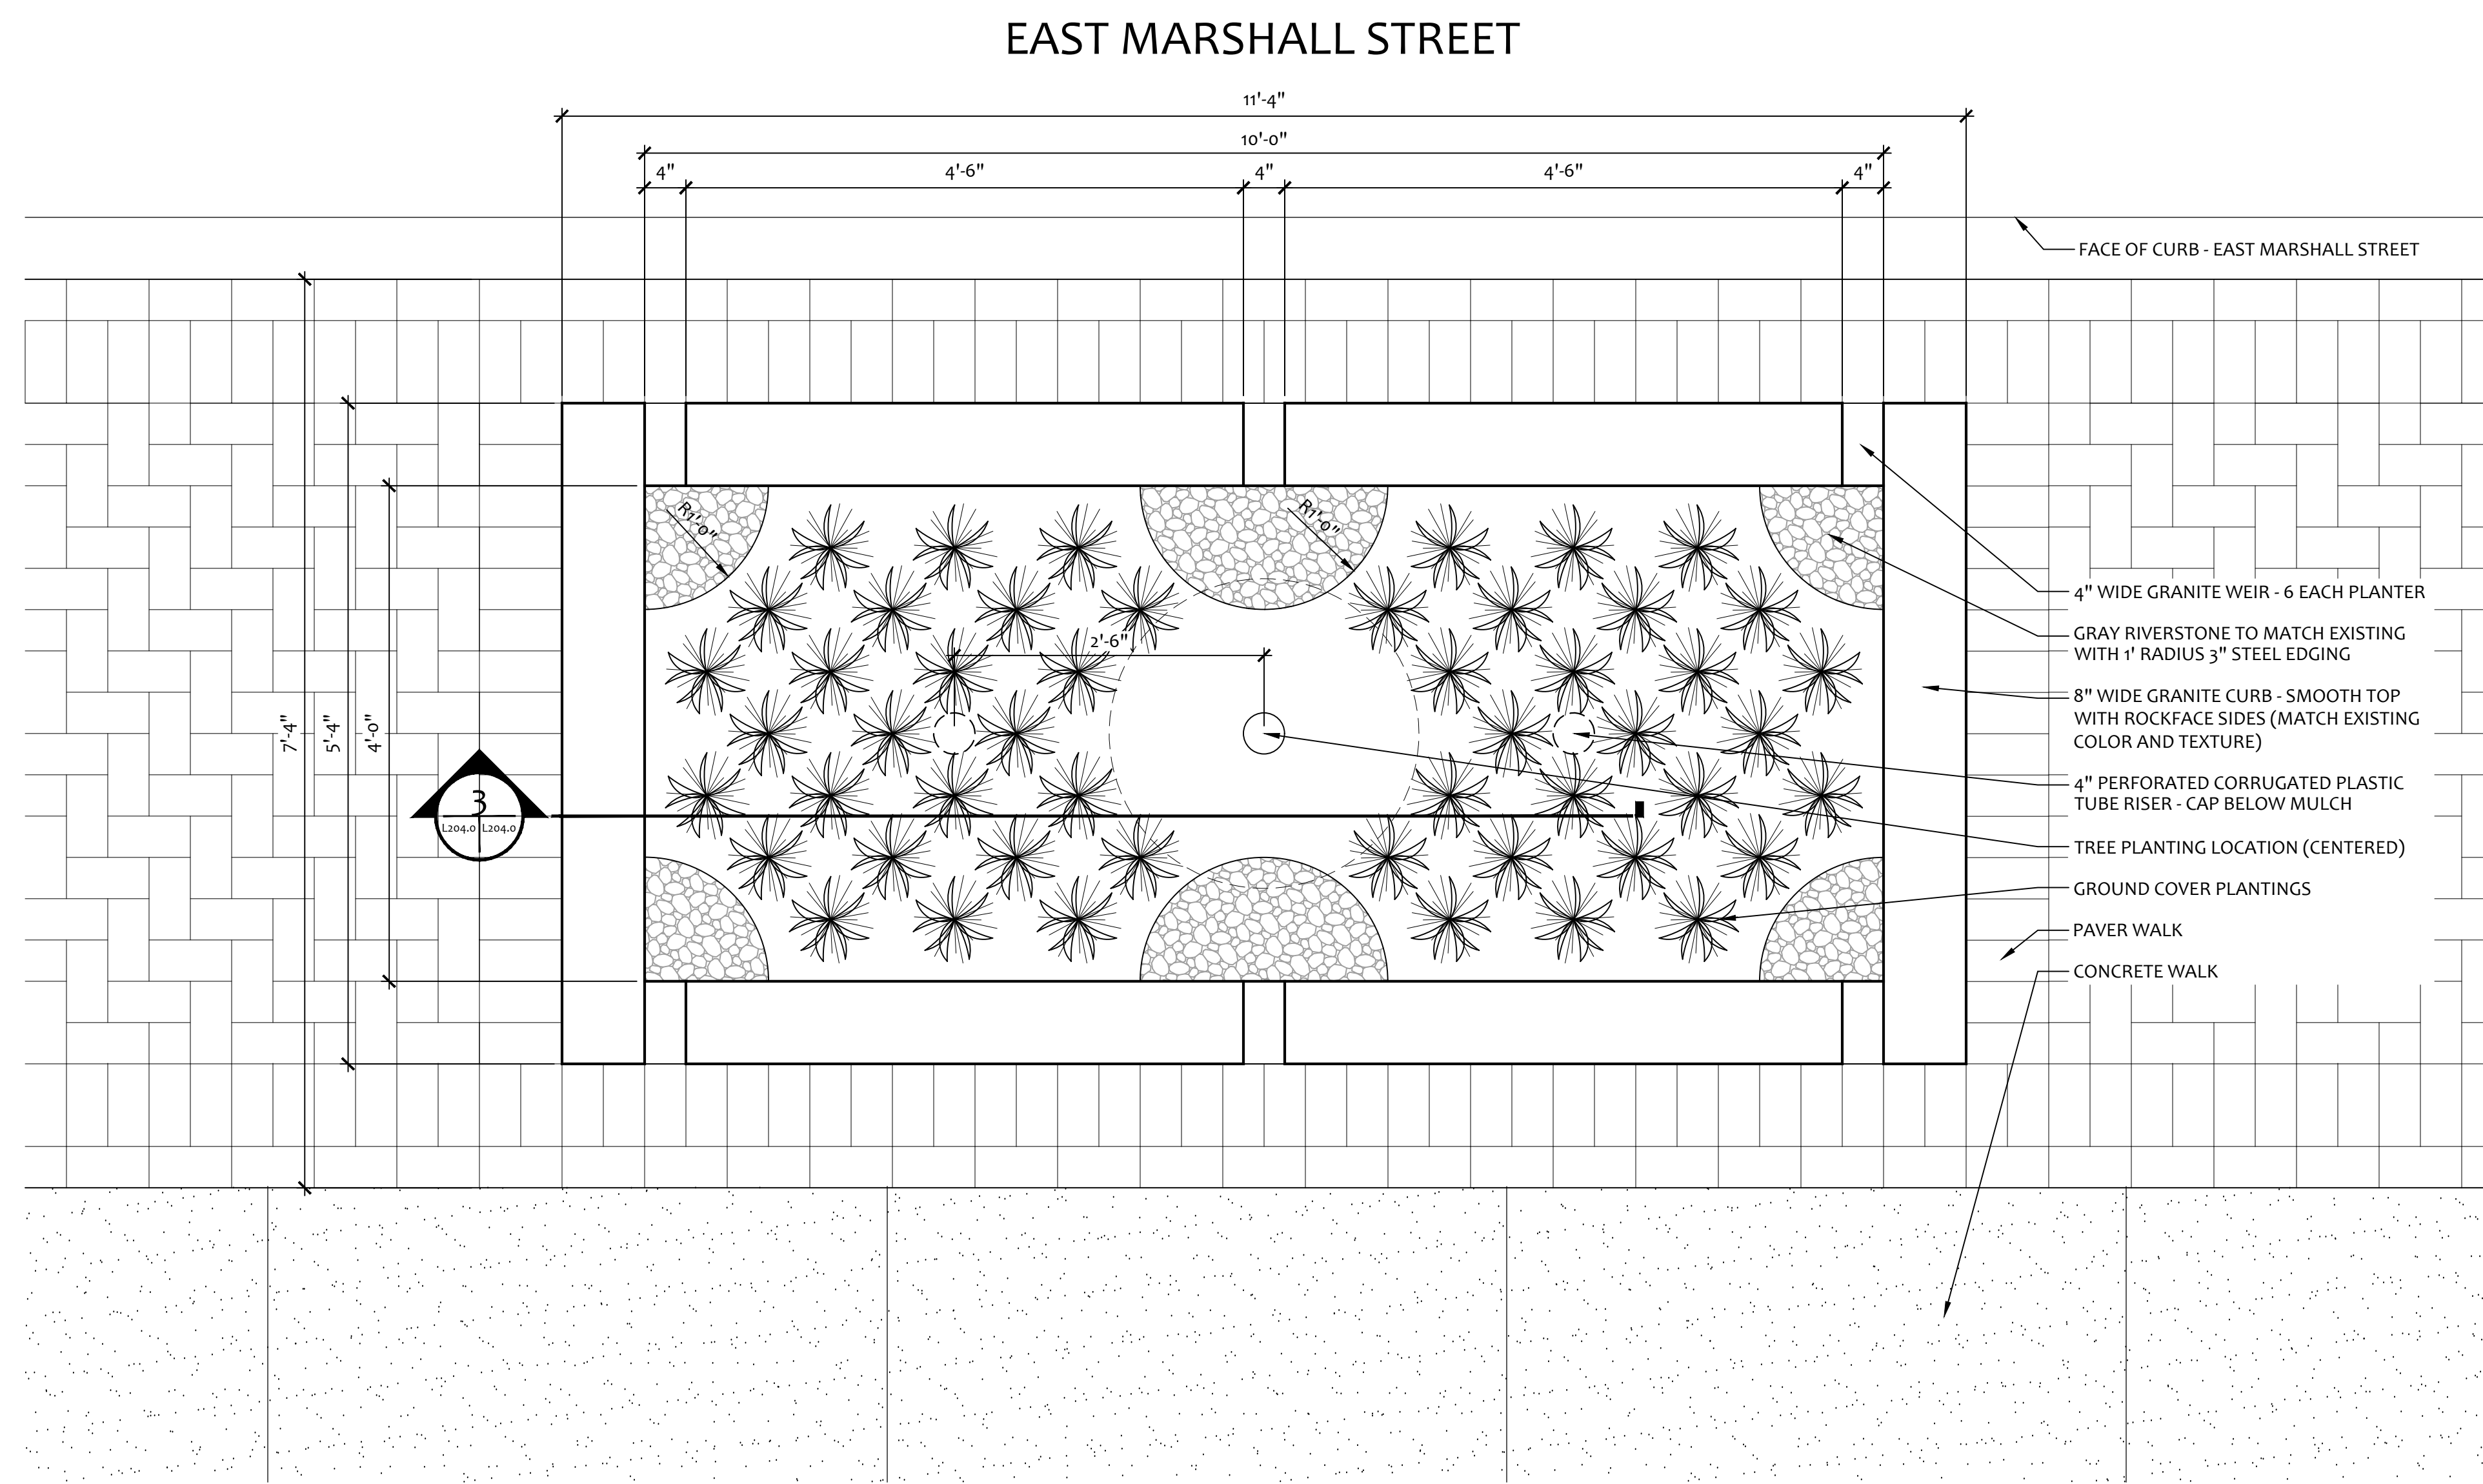 EAST MARSHALL STREET
11'-4"
10'-0"
4"
4'-6"
4"
4'-6"
4"
FACE OF CURB - EAST MARSHALL STREET
R1'-0"
R1'-0"
4" WIDE GRANITE WEIR - 6 EACH PLANTER
GRAY RIVERSTONE TO MATCH EXISTING
WITH 1' RADIUS 3" STEEL EDGING
2'-6"
8" WIDE GRANITE CURB - SMOOTH TOP
WITH ROCKFACE SIDES (MATCH EXISTING
COLOR AND TEXTURE)
7'-4"
5'-4"
4'-0"
4" PERFORATED CORRUGATED PLASTIC
TUBE RISER - CAP BELOW MULCH
3
L204.0 L204.0
TREE PLANTING LOCATION (CENTERED)
GROUND COVER PLANTINGS
PAVER WALK
CONCRETE WALK